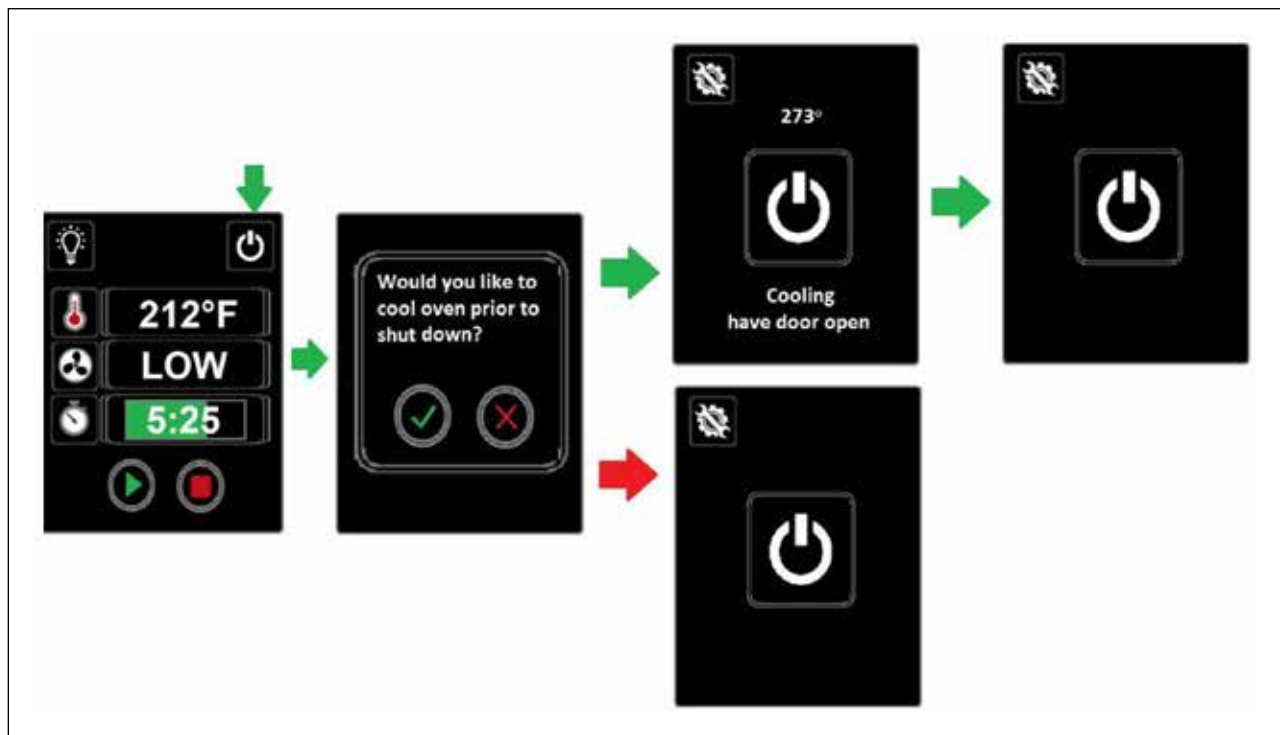 212°F
LOW
5:25
Would you like to
cool oven prior to
shut down?
273°
Cooling
have door open